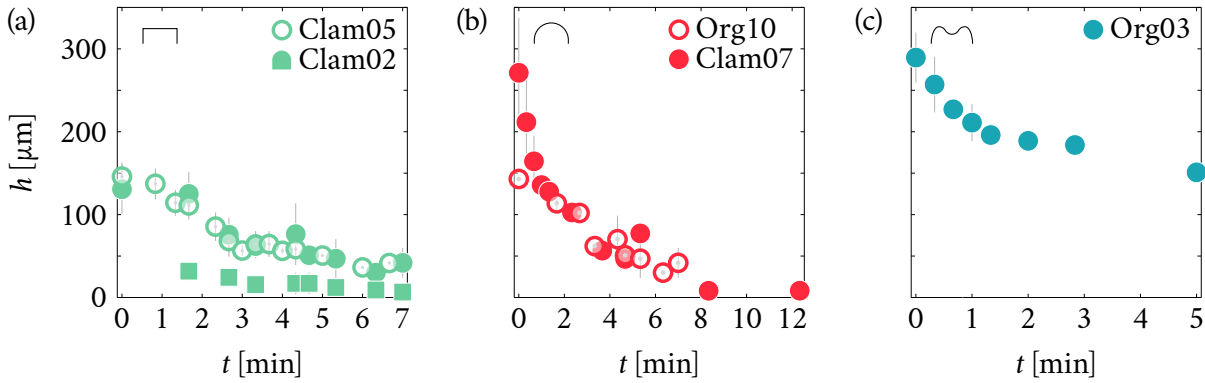 (a)
Clam05
Clam02
h [μm]
300
200
100
0
0 1 2 3 4 5 6 7
t [min]
(b)
Org10
Clam07
0 2 4 6 8 10 12
t [min]
(c)
Org03
0 1 2 3 4 5
t [min]